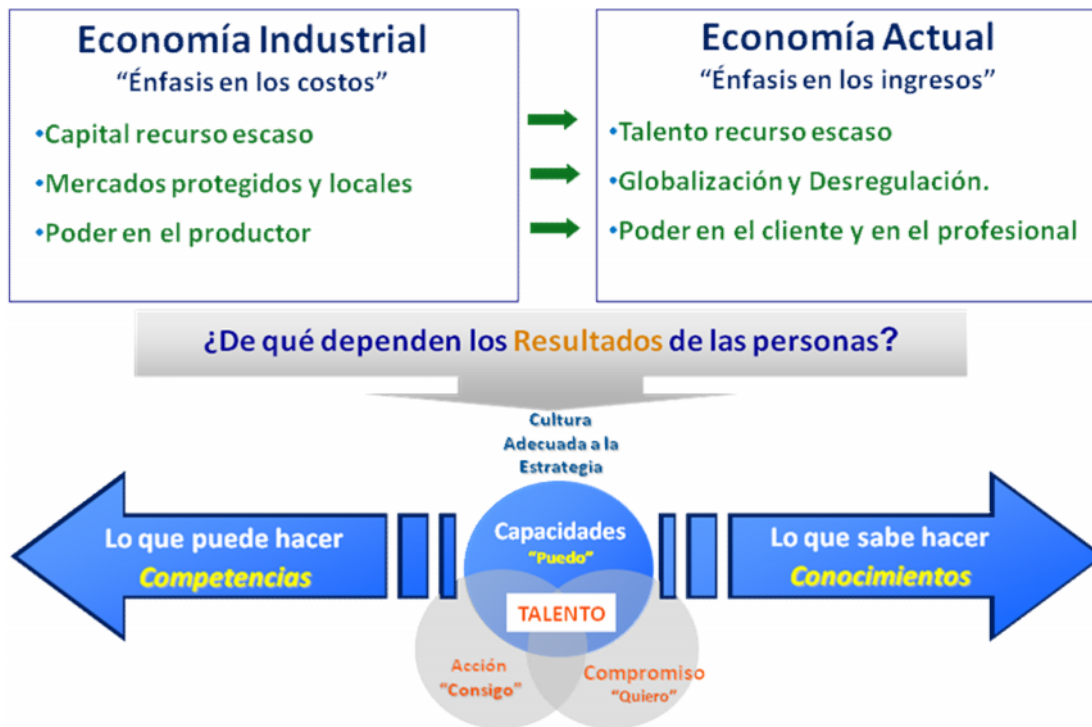 Economía Industrial
“Énfasis en los costos”
•Capital recurso escaso
•Mercados protegidos y locales
•Poder en el productor
Economía Actual
“Énfasis en los ingresos”
•Talento recurso escaso
•Globalización y Desregulación.
•Poder en el cliente y en el profesional
¿De qué dependen los Resultados de las personas?
Cultura
Adecuada a la
Estrategia
Lo que puede hacer
Competencias
Capacidades
“Puedo”
Lo que sabe hacer
Conocimientos
TALENTO
Acción
“Consigo”
Compromiso
“Quiero”